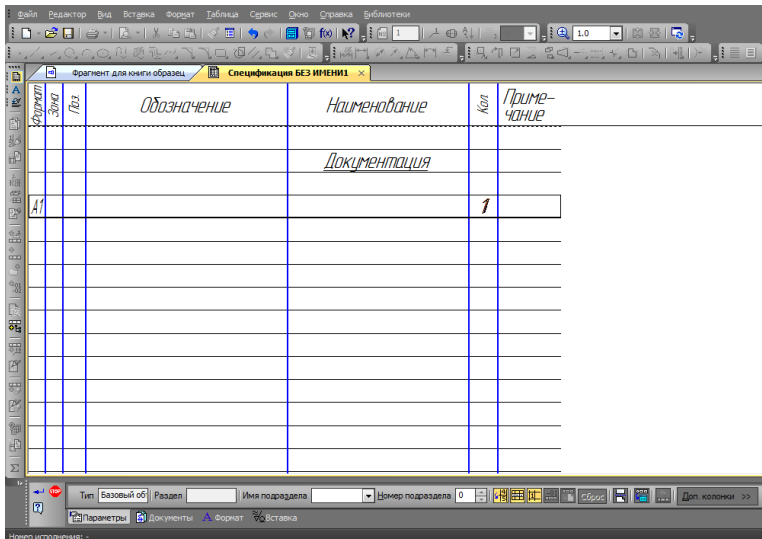 Файл Редактор Вид Вставка Формат Таблица Сервис Окно Справка Библиотеки
f(x) 1 1.0
Фрагмент для книги образец Спецификация БЕЗ ИМЕНИ1 ×
Формат Зона Поз. Обозначение Наименование Кол. Приме-
чание
Документация
А1 1
STOP Тип Базовый об Раздел Имя подраздела Номер подраздела 0 Сброс Доп. колонки >>
Параметры Документы Формат Вставка
Номер исполнения: -